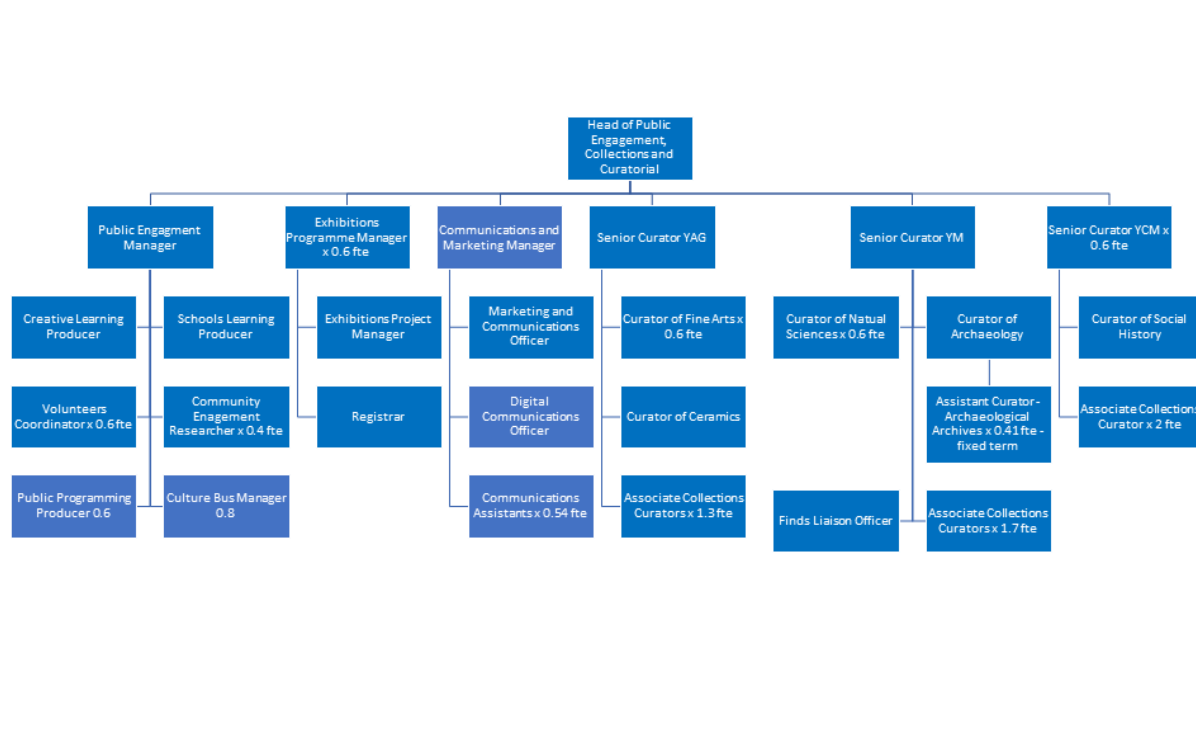 Head of Public
Engagement,
Collections and
Curatorial
Public Engagment
Manager
Exhibitions
Programme Manager
x 0.6 fte
Communications and
Marketing Manager
Senior Curator YAG
Senior Curator YM
Senior Curator YCM x
0.6 fte
Creative Learning
Producer
Schools Learning
Producer
Exhibitions Project
Manager
Marketing and
Communications
Officer
Curator of Fine Arts x
0.6 fte
Curator of Natual
Sciences x 0.6 fte
Curator of
Archaeology
Curator of Social
History
Volunteers
Coordinator x 0.6 fte
Community
Enagement
Researcher x 0.4 fte
Registrar
Digital
Communications
Officer
Curator of Ceramics
Assistant Curator-
Archaeological
Archives x 0.41 fte -
fixed term
Associate Collections
Curator x 2 fte
Public Programming
Producer 0.6
Culture Bus Manager
0.8
Communications
Assistants x 0.54 fte
Associate Collections
Curators x 1.3 fte
Finds Liaison Officer
Associate Collections
Curators x 1.7 fte